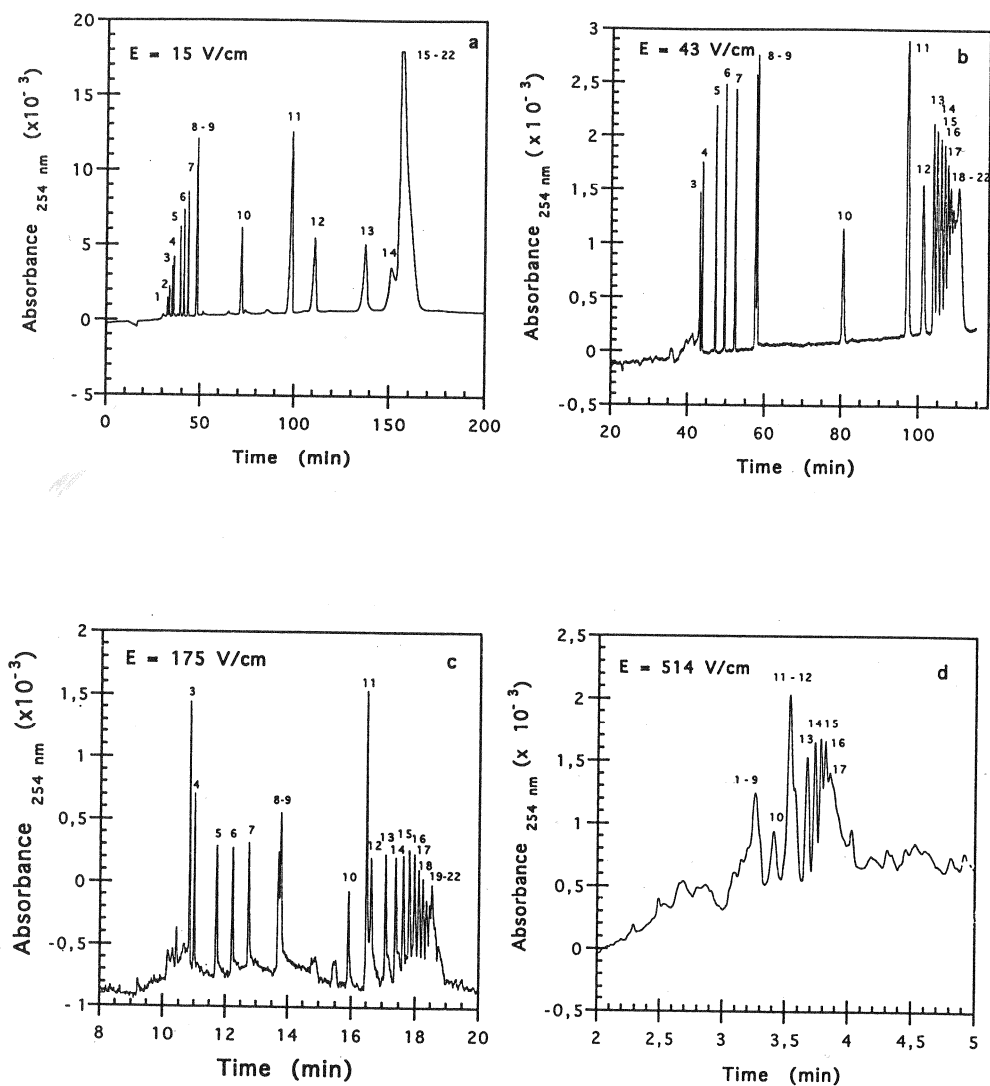 20
15
10
5
0
- 5
Absorbance 254 nm (x10-3)
E = 15 V/cm
a
1
2
3
4
5
6
7
8 - 9
10
11
12
13
14
15 - 22
0 50 100 150 200
Time (min)
3
2,5
2
1,5
1
0,5
0
-0,5
Absorbance 254 nm (x10-3)
E = 43 V/cm
b
3
4
5
6
7
8 - 9
10
11
12
13
14
15
16
17
18 - 22
20 40 60 80 100
Time (min)
2
1,5
1
0,5
0
-0,5
- 1
Absorbance 254 nm (x10-3)
E = 175 V/cm
c
3
4
5
6
7
8-9
10
11
12
13
14
15
16
17
18
19-22
8 10 12 14 16 18 20
Time (min)
2,5
2
1,5
1
0,5
0
-0,5
Absorbance 254 nm (x 10-3)
E = 514 V/cm
d
1 - 9
10
11 - 12
13
14 15
16
17
2 2,5 3 3,5 4 4,5 5
Time (min)